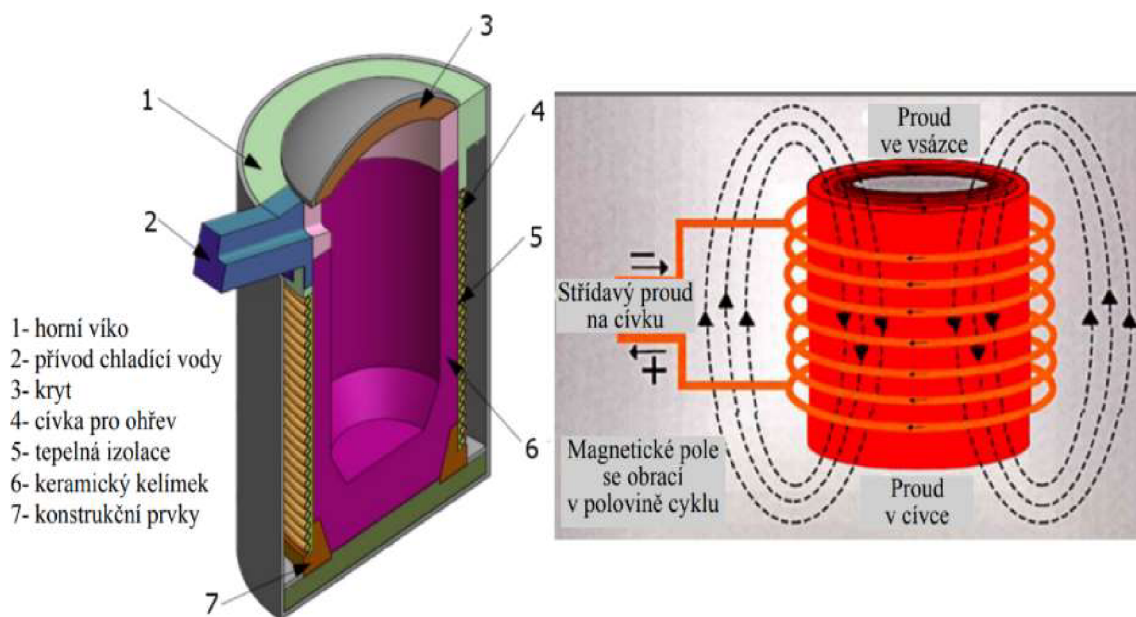 3
1
4
2
5
6
7
1- horní víko
2- přívod chladící vody
3- kryt
4- cívka pro ohřev
5- tepelná izolace
6- keramický kelímek
7- konstrukční prvky
Proud
ve vsázce
Střídavý proud
na cívku
Magnetické pole
se obrací
v polovině cyklu
Proud
v cívce
−
+